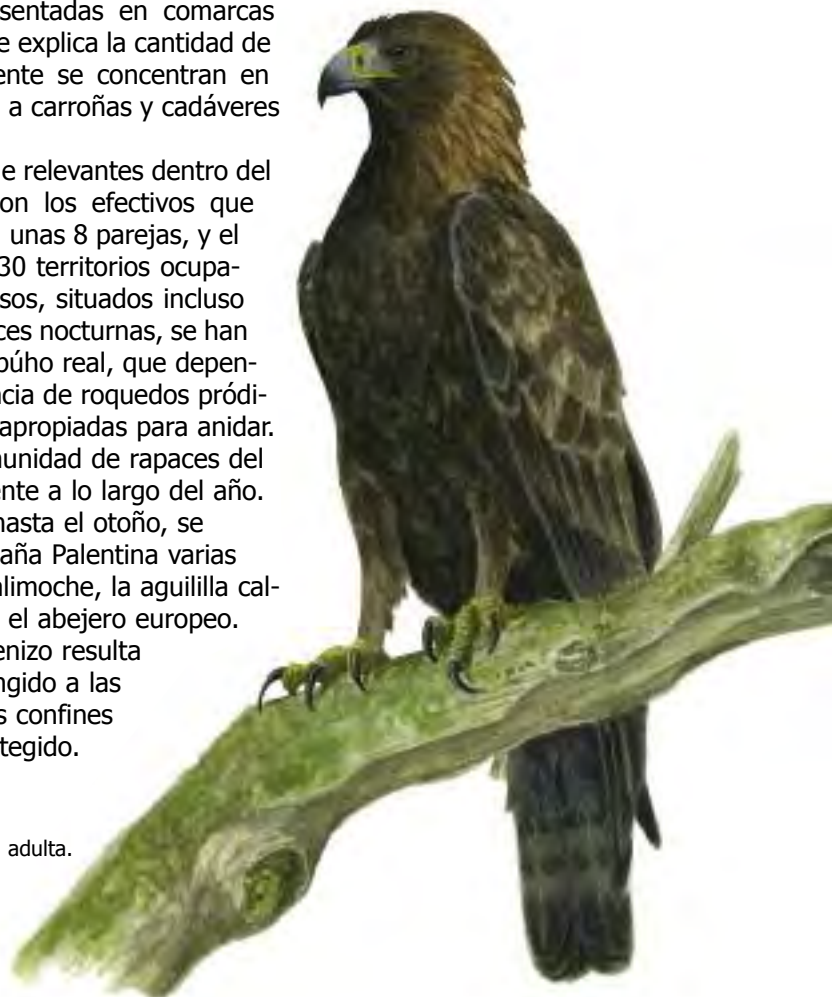 sentadas en comarcas
e explica la cantidad de
ente se concentran en
a carroñas y cadáveres
e relevantes dentro del
on los efectivos que
unas 8 parejas, y el
30 territorios ocupa-
sos, situados incluso
ces nocturnas, se han
búho real, que depen-
cia de roquedos pródi-
apropiadas para anidar.
unidad de rapaces del
ente a lo largo del año.
hasta el otoño, se
aña Palentina varias
alimoche, la aguililla cal-
el abejero europeo.
enizo resulta
ngido a las
s confines
tegido.
adulta.